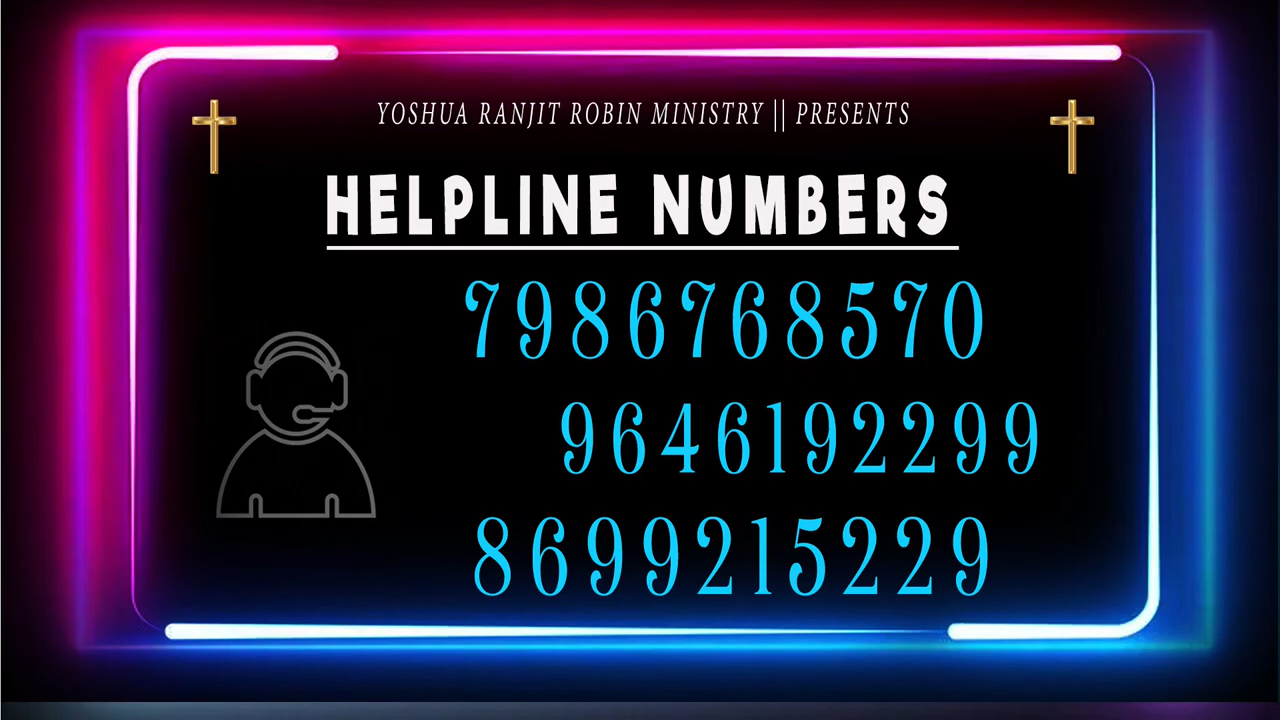 YOSHUA RANJIT ROBIN MINISTRY || PRESENTS
HELPLINE NUMBERS
7986768570
9646192299
8699215229